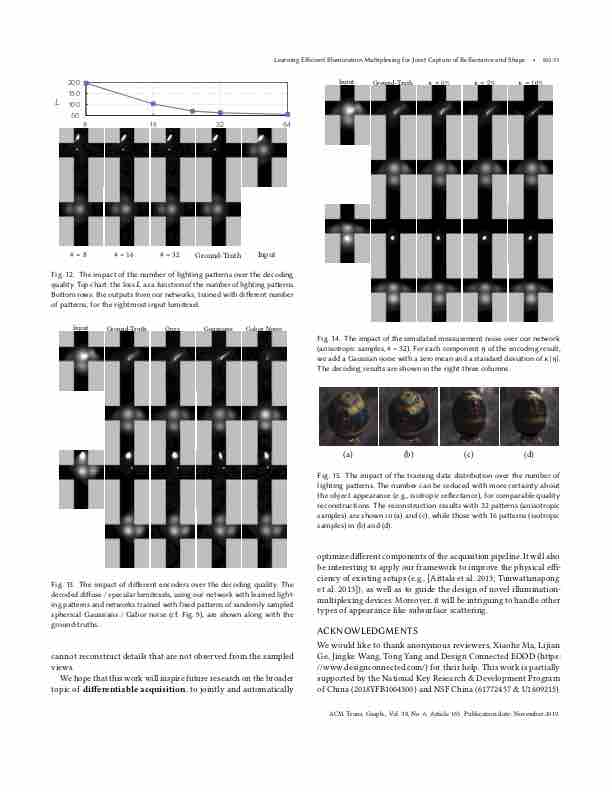 Learning Efficient Illumination Multiplexing for Joint Capture of Reflectance and Shape •
200
150
100
50
L
8
16
32
64
# = 8
# = 16
# = 32
Ground-Truth
Input
Fig. 12. The impact of the number of lighting patterns over the decoding
quality. Top chart: the loss L as a function of the number of lighting patterns.
Bottom rows: the outputs from our networks, trained with different number
of patterns, for the rightmost input lumitexel.
Input
Ground-Truth
Ours
Gaussians
Gabor Noise
Fig. 13. The impact of different encoders over the decoding quality. The
decoded diffuse / specular lumitexels, using our network with learned light-
ing patterns and networks trained with fixed patterns of randomly sampled
spherical Gaussians / Gabor noise (cf. Fig. 9), are shown along with the
ground truths.
cannot reconstruct details that are not observed from the sampled
views.
We hope that this work will inspire future research on the broader
topic of differentiable acquisition, to jointly and automatically
Input
Ground-Truth
Fig. 14. The impact of the simulated measurement noise over our network
(anisotropic samples, # = 32). For each component η of the encoding result,
we add a Gaussian noise with a zero mean and a standard deviation of κ|η|.
The decoding results are shown in the right three columns.
(a)
(b)
(c)
(d)
Fig. 15. The impact of the training data distribution over the number of
lighting patterns. The number can be reduced with more certainty about
the object appearance (e.g., isotropic reflectance), for comparable quality
reconstructions. The reconstruction results with 32 patterns (anisotropic
samples) are shown in (a) and (c), while those with 16 patterns (isotropic
samples) in (b) and (d).
optimize different components of the acquisition pipeline. It will also
be interesting to apply our framework to improve the physical effi-
ciency of existing setups (e.g., [Aittala et al. 2013; Tunwattanapong
et al. 2013]), as well as to guide the design of novel illumination-
multiplexing devices. Moreover, it will be intriguing to handle other
types of appearance like subsurface scattering.
ACKNOWLEDGMENTS
We would like to thank anonymous reviewers, Xiaohe Ma, Lijian
Ge, Jingke Wang, Tong Yang and Design Connected EOOD (https:
//www.designconnected.com/) for their help. This work is partially
supported by the National Key Research & Development Program
of China (2018YFB1004300) and NSF China (61772457 & U1609215).
ACM Trans. Graph., Vol. 38, No. 6, Article 165. Publication date: November 2019.